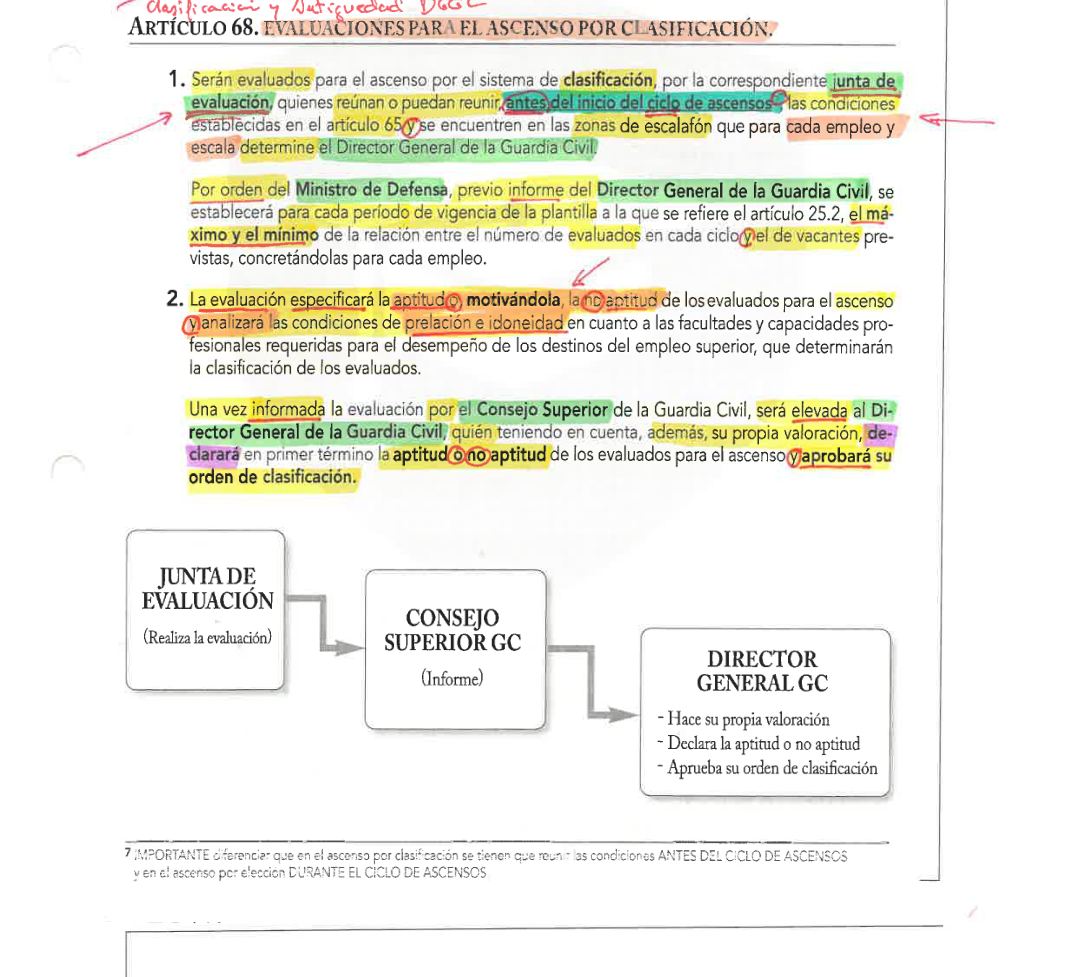 Clasificación y Antiguedad DGGC
ARTÍCULO 68. EVALUACIONES PARA EL ASCENSO POR CLASIFICACIÓN.
1. Serán evaluados para el ascenso por el sistema de clasificación, por la correspondiente junta de
evaluación, quienes reúnan o puedan reunir, antes del inicio del ciclo de ascensos las condiciones
establecidas en el artículo 65 y se encuentren en las zonas de escalafón que para cada empleo y
escala determine el Director General de la Guardia Civil.
Por orden del Ministro de Defensa, previo informe del Director General de la Guardia Civil, se
establecerá para cada período de vigencia de la plantilla a la que se refiere el artículo 25.2, el má-
ximo y el mínimo de la relación entre el número de evaluados en cada ciclo y el de vacantes pre-
vistas, concretándolas para cada empleo.
2. La evaluación especificará la aptitud o, motivándola, la no aptitud de los evaluados para el ascenso
y analizará las condiciones de prelación e idoneidad en cuanto a las facultades y capacidades pro-
fesionales requeridas para el desempeño de los destinos del empleo superior, que determinarán
la clasificación de los evaluados.
Una vez informada la evaluación por el Consejo Superior de la Guardia Civil, será elevada al Di-
rector General de la Guardia Civil, quién teniendo en cuenta, además, su propia valoración, de-
clarará en primer término la aptitud o no aptitud de los evaluados para el ascenso y aprobará su
orden de clasificación.
JUNTA DE
EVALUACIÓN
(Realiza la evaluación)
CONSEJO
SUPERIOR GC
(Informe)
DIRECTOR
GENERAL GC
- Hace su propia valoración
- Declara la aptitud o no aptitud
- Aprueba su orden de clasificación
7 IMPORTANTE diferenciar que en el ascenso por clasificación se tienen que reunir las condiciones ANTES DEL CICLO DE ASCENSOS
y en el ascenso por elección DURANTE EL CICLO DE ASCENSOS